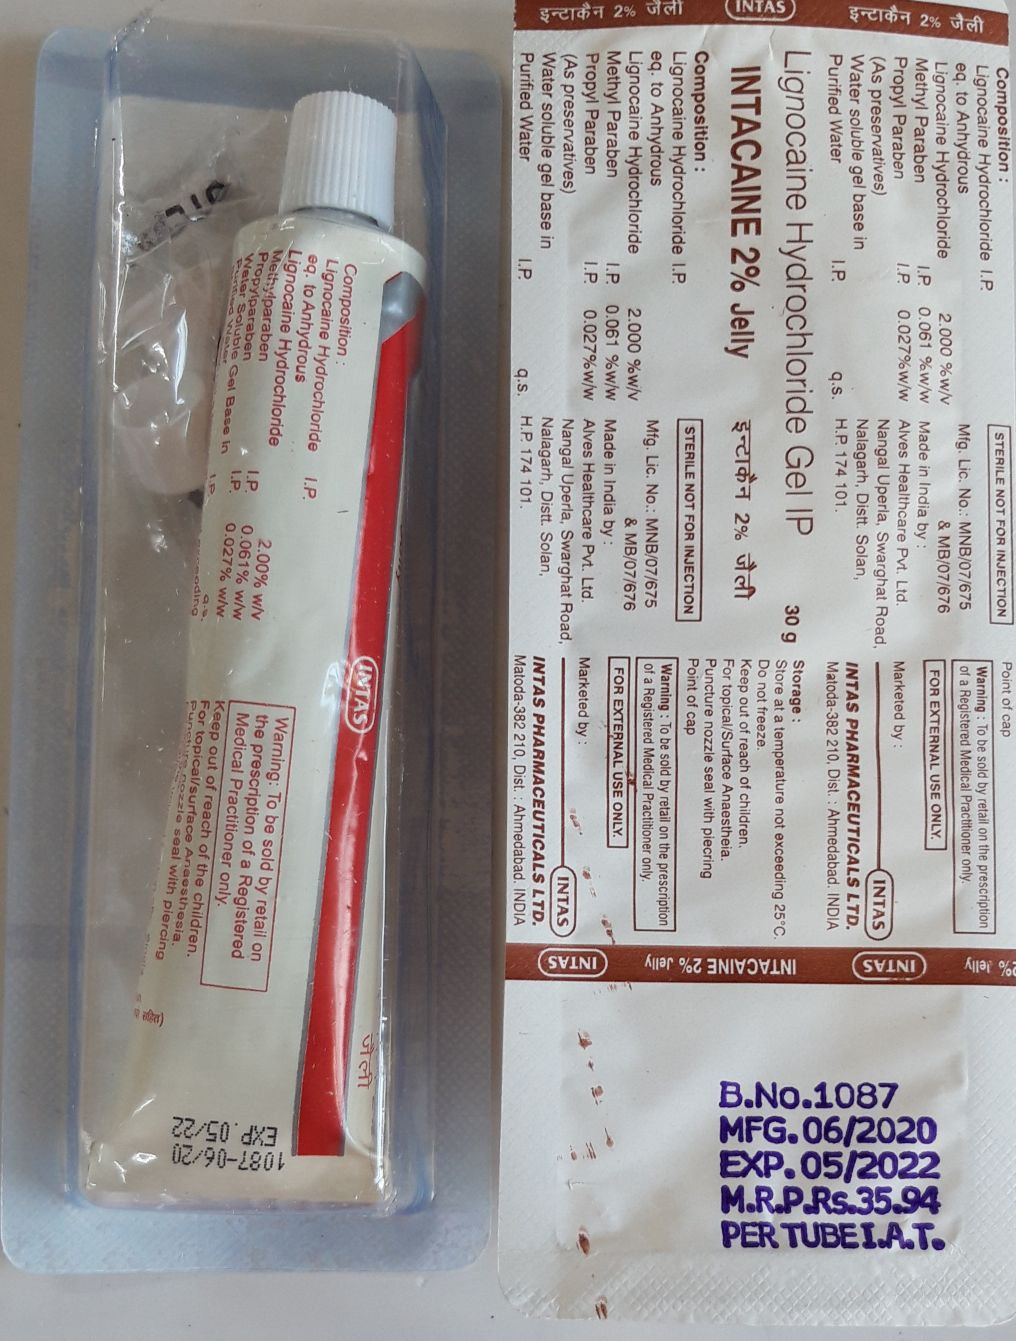 Composition :
Lignocaine Hydrochloride I.P.
eq. to Anhydrous
Lignocaine Hydrochloride 2.00% w/v
Methylparaben I.P. 0.061% w/w
Propylparaben I.P. 0.027% w/w
Water Soluble Gel Base in
Purified Water I.P. q.s.
INTAS
Warning: To be sold by retail on
the prescription of a Registered
Medical Practitioner only.
Keep out of reach of the children.
For topical/surface Anaesthesia.
Puncture nozzle seal with piercing
जैली
सहित)
1087-06/20
EXP. 05/22
इन्टाकैन 2% जैली
INTAS
इन्टाकैन 2% जैली
Composition :
Lignocaine Hydrochloride I.P.
eq. to Anhydrous
Lignocaine Hydrochloride 2.000 %w/v
Methyl Paraben I.P. 0.061 %w/w
Propyl Paraben I.P. 0.027%w/w
(As preservatives)
Water soluble gel base in
Purified Water I.P. q.s.
STERILE NOT FOR INJECTION
Mfg. Lic. No.: MNB/07/675
& MB/07/676
Made in India by :
Alves Healthcare Pvt. Ltd.
Nangal Uperla, Swarghat Road,
Nalagarh, Distt. Solan,
H.P. 174 101.
Point of cap
Warning : To be sold by retail on the prescription
of a Registered Medical Practitioner only.
FOR EXTERNAL USE ONLY.
Marketed by :
INTAS
INTAS PHARMACEUTICALS LTD.
Matoda-382 210, Dist. : Ahmedabad. INDIA
Lignocaine Hydrochloride Gel IP 30 g
INTACAINE 2% Jelly इन्टाकैन 2% जैली
Composition :
Lignocaine Hydrochloride I.P.
eq. to Anhydrous
Lignocaine Hydrochloride 2.000 %w/v
Methyl Paraben I.P. 0.061 %w/w
Propyl Paraben I.P. 0.027%w/w
(As preservatives)
Water soluble gel base in
Purified Water I.P. q.s.
STERILE NOT FOR INJECTION
Mfg. Lic. No.: MNB/07/675
& MB/07/676
Made in India by :
Alves Healthcare Pvt. Ltd.
Nangal Uperla, Swarghat Road,
Nalagarh, Distt. Solan,
H.P. 174 101.
Storage :
Store at a temperature not exceeding 25°C.
Do not freeze.
Keep out of reach of children.
For topical/Surface Anaestheia.
Puncture nozzle seal with piecring
Point of cap
Warning : To be sold by retail on the prescription
of a Registered Medical Practitioner only.
FOR EXTERNAL USE ONLY.
Marketed by :
INTAS
INTAS PHARMACEUTICALS LTD.
Matoda-382 210, Dist. : Ahmedabad. INDIA
2% Jelly
INTAS
INTACAINE 2% Jelly
INTAS
B.No.1087
MFG.06/2020
EXP.05/2022
M.R.P.Rs.35.94
PER TUBE I.A.T.